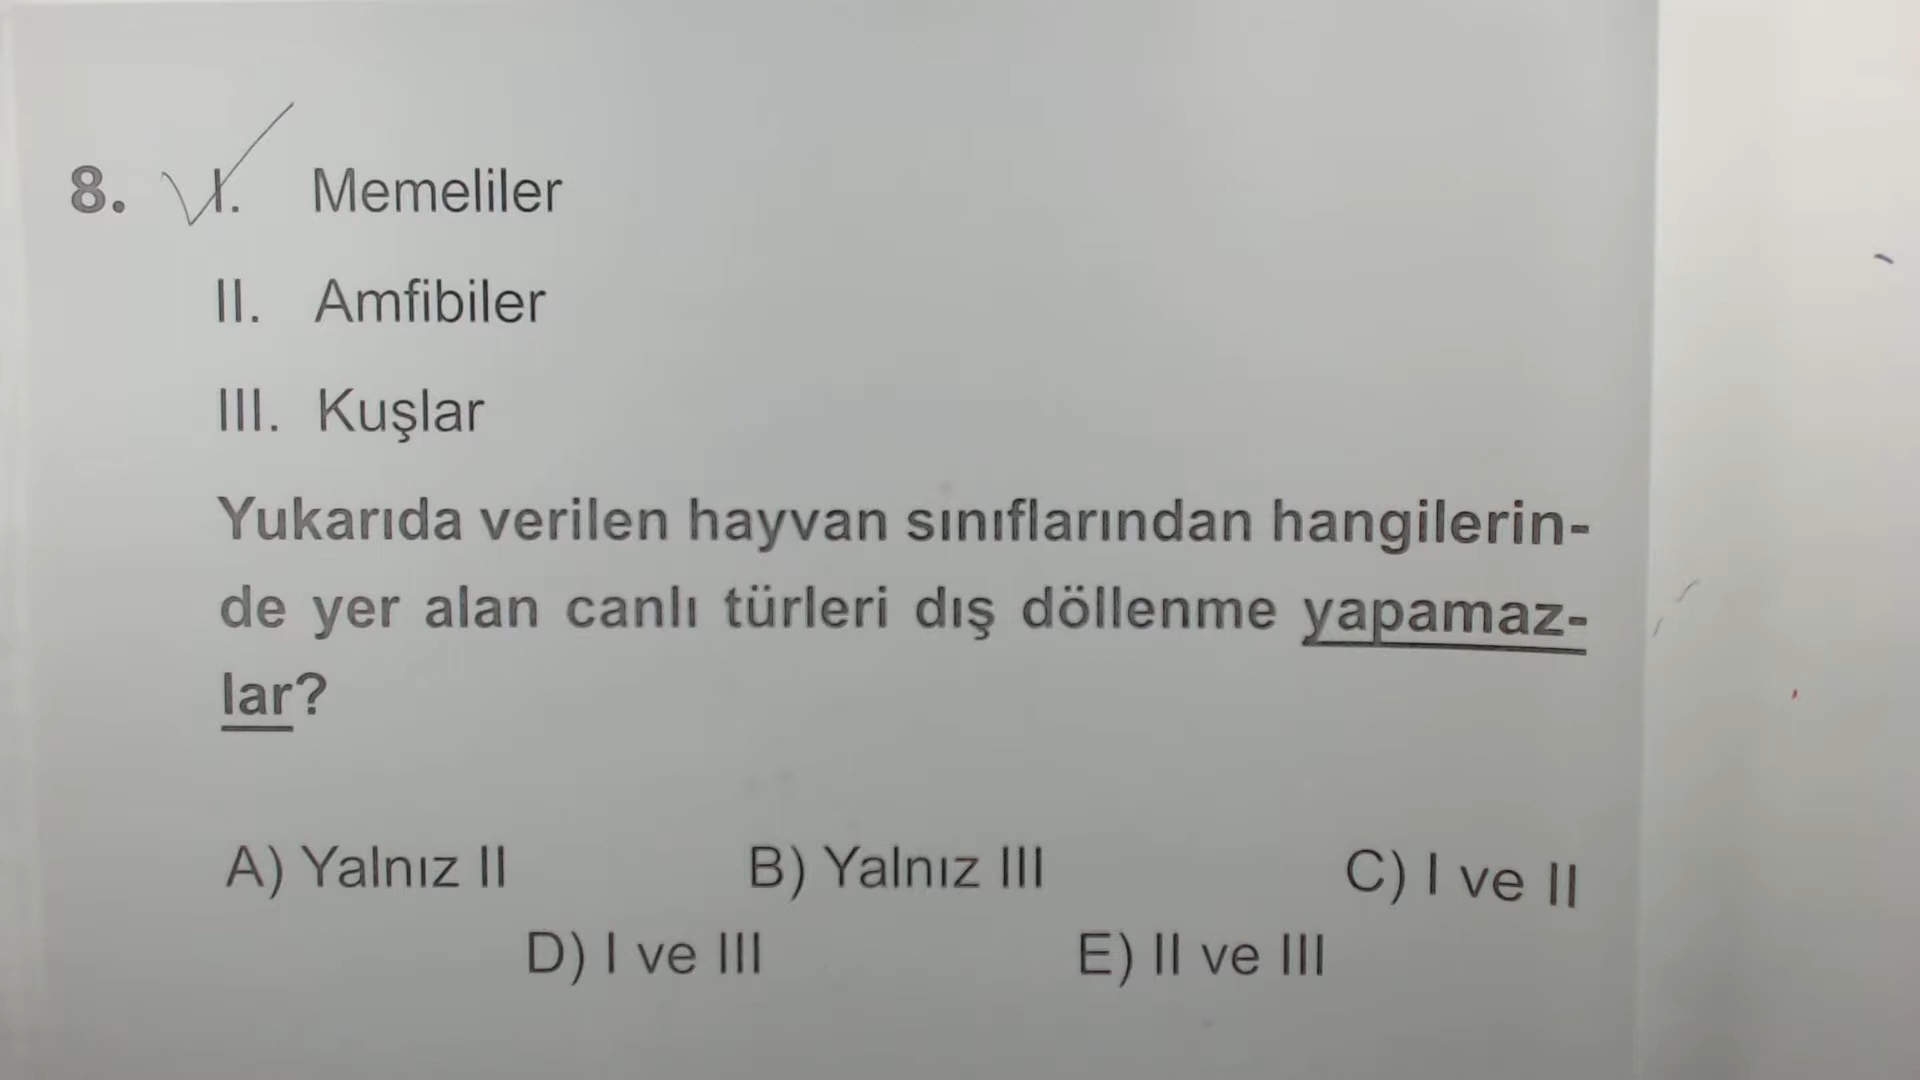 8. I. Memeliler
II. Amfibiler
III. Kuşlar
Yukarıda verilen hayvan sınıflarından hangilerin-
de yer alan canlı türleri dış döllenme yapamaz-
lar?
A) Yalnız II B) Yalnız III C) I ve II
D) I ve III E) II ve III